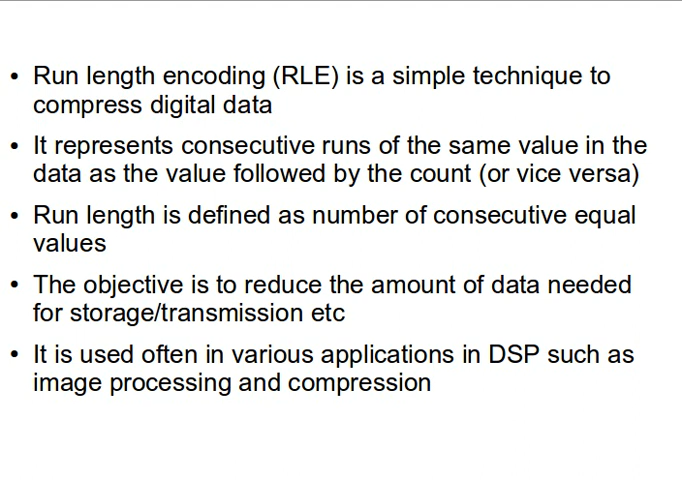 • Run length encoding (RLE) is a simple technique to
compress digital data
• It represents consecutive runs of the same value in the
data as the value followed by the count (or vice versa)
• Run length is defined as number of consecutive equal
values
• The objective is to reduce the amount of data needed
for storage/transmission etc
• It is used often in various applications in DSP such as
image processing and compression